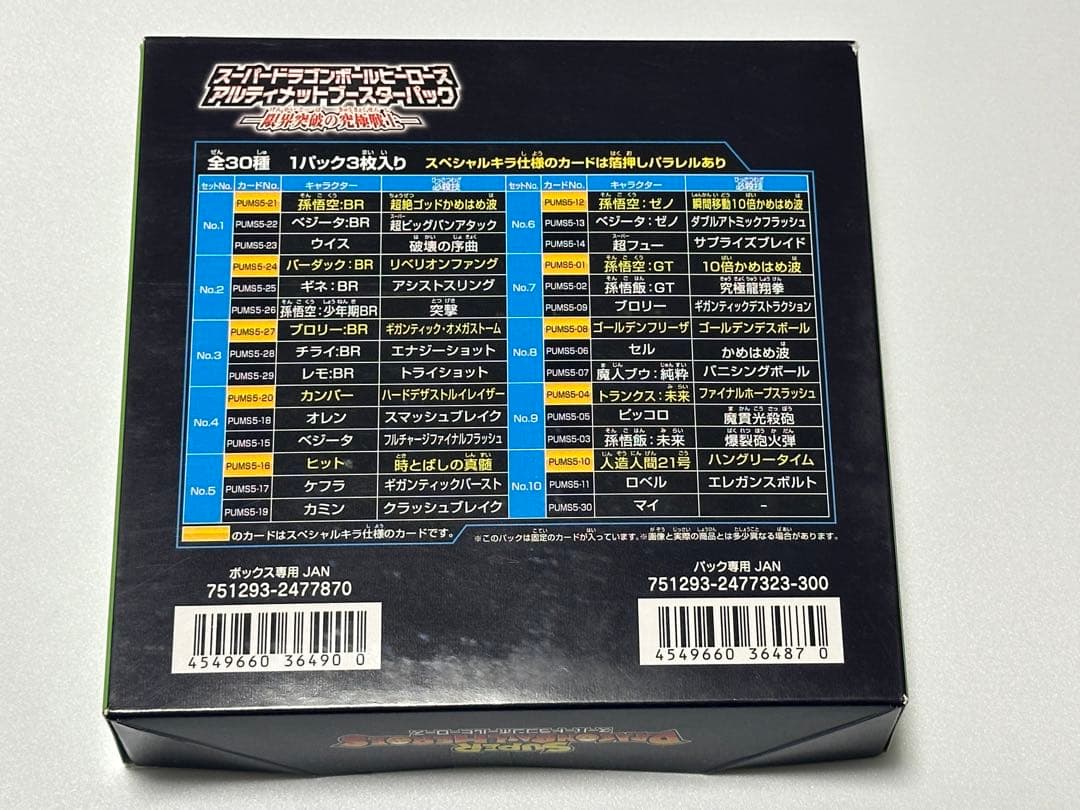 スーパードラゴンボールヒーローズ
アルティメットブースターパック
―限界突破の究極戦士―
全30種 1パック3枚入り スペシャルキラ仕様のカードは箔押しパラレルあり
セットNo. カードNo. キャラクター 必殺技
No.1
PUMS5-21 孫悟空:BR 超絶ゴッドかめはめ波
PUMS5-22 ベジータ:BR 超ビッグバンアタック
PUMS5-23 ウイス 破壊の序曲
No.2
PUMS5-24 バーダック:BR リベリオンファング
PUMS5-25 ギネ:BR アシストスリング
PUMS5-26 孫悟空:少年期BR 突撃
No.3
PUMS5-27 ブロリー:BR ギガンティック・オメガストーム
PUMS5-28 チライ:BR エナジーショット
PUMS5-29 レモ:BR トライショット
No.4
PUMS5-20 カンバー ハードデザストルイレイザー
PUMS5-18 オレン スマッシュブレイク
PUMS5-15 ベジータ フルチャージファイナルフラッシュ
No.5
PUMS5-16 ヒット 時とばしの真髄
PUMS5-17 ケフラ ギガンティックバースト
PUMS5-19 カミン クラッシュブレイク
セットNo. カードNo. キャラクター 必殺技
No.6
PUMS5-12 孫悟空:ゼノ 瞬間移動10倍かめはめ波
PUMS5-13 ベジータ:ゼノ ダブルアトミックフラッシュ
PUMS5-14 超フュー サプライズブレイド
No.7
PUMS5-01 孫悟空:GT 10倍かめはめ波
PUMS5-02 孫悟飯:GT 究極龍翔拳
PUMS5-09 ブロリー ギガンティックデストラクション
No.8
PUMS5-08 ゴールデンフリーザ ゴールデンデスボール
PUMS5-06 セル かめはめ波
PUMS5-07 魔人ブウ:純粋 バニシングボール
No.9
PUMS5-04 トランクス:未来 ファイナルホープスラッシュ
PUMS5-05 ピッコロ 魔貫光殺砲
PUMS5-03 孫悟飯:未来 爆裂砲火弾
No.10
PUMS5-10 人造人間21号 ハングリータイム
PUMS5-11 ロベル エレガンスボルト
PUMS5-30 マイ －
のカードはスペシャルキラ仕様のカードです。
※このパックは固定のカードが入っています。※画像と実際の商品とは多少異なる場合があります。
ボックス専用 JAN
751293-2477870
4549660 36490 0
パック専用 JAN
751293-2477323-300
4549660 36487 0
SUPER
DRAGONBALL HEROES
スーパードラゴンボールヒーローズ